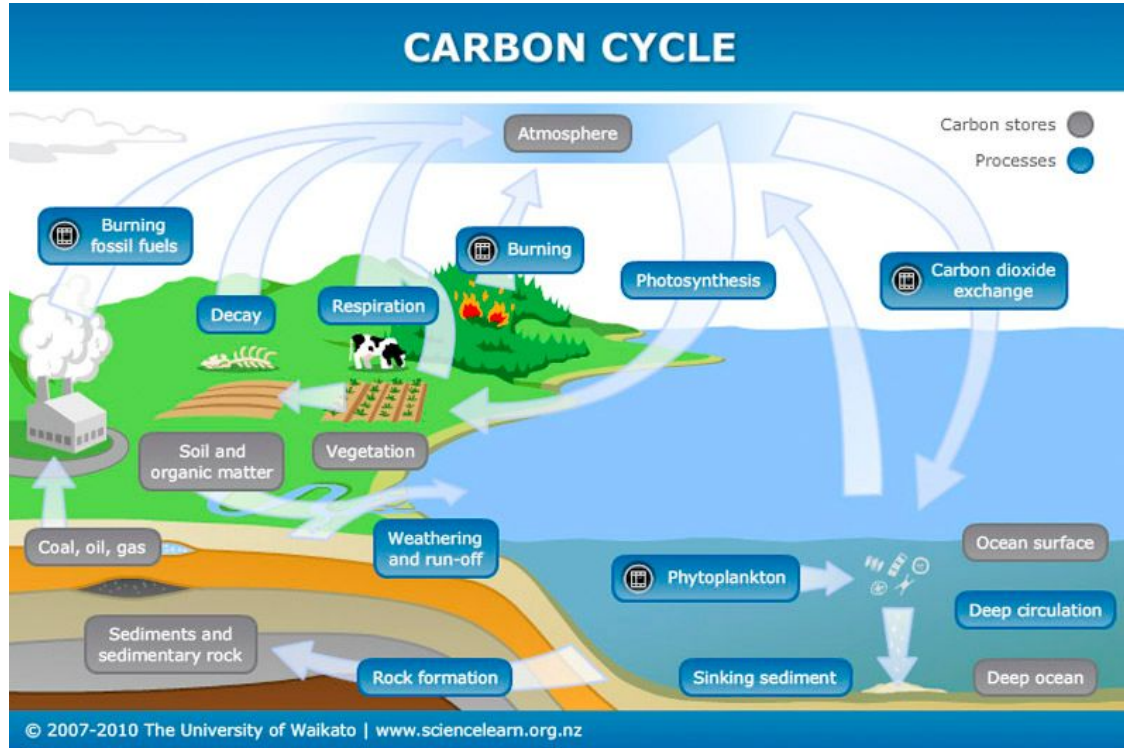 CARBON CYCLE
Atmosphere
Carbon stores
Processes
Burning
fossil fuels
Burning
Photosynthesis
Carbon dioxide
exchange
Decay
Respiration
Soil and
organic matter
Vegetation
Coal, oil, gas
Weathering
and run-off
Ocean surface
Phytoplankton
Deep circulation
Sediments and
sedimentary rock
Rock formation
Sinking sediment
Deep ocean
© 2007-2010 The University of Waikato | www.sciencelearn.org.nz